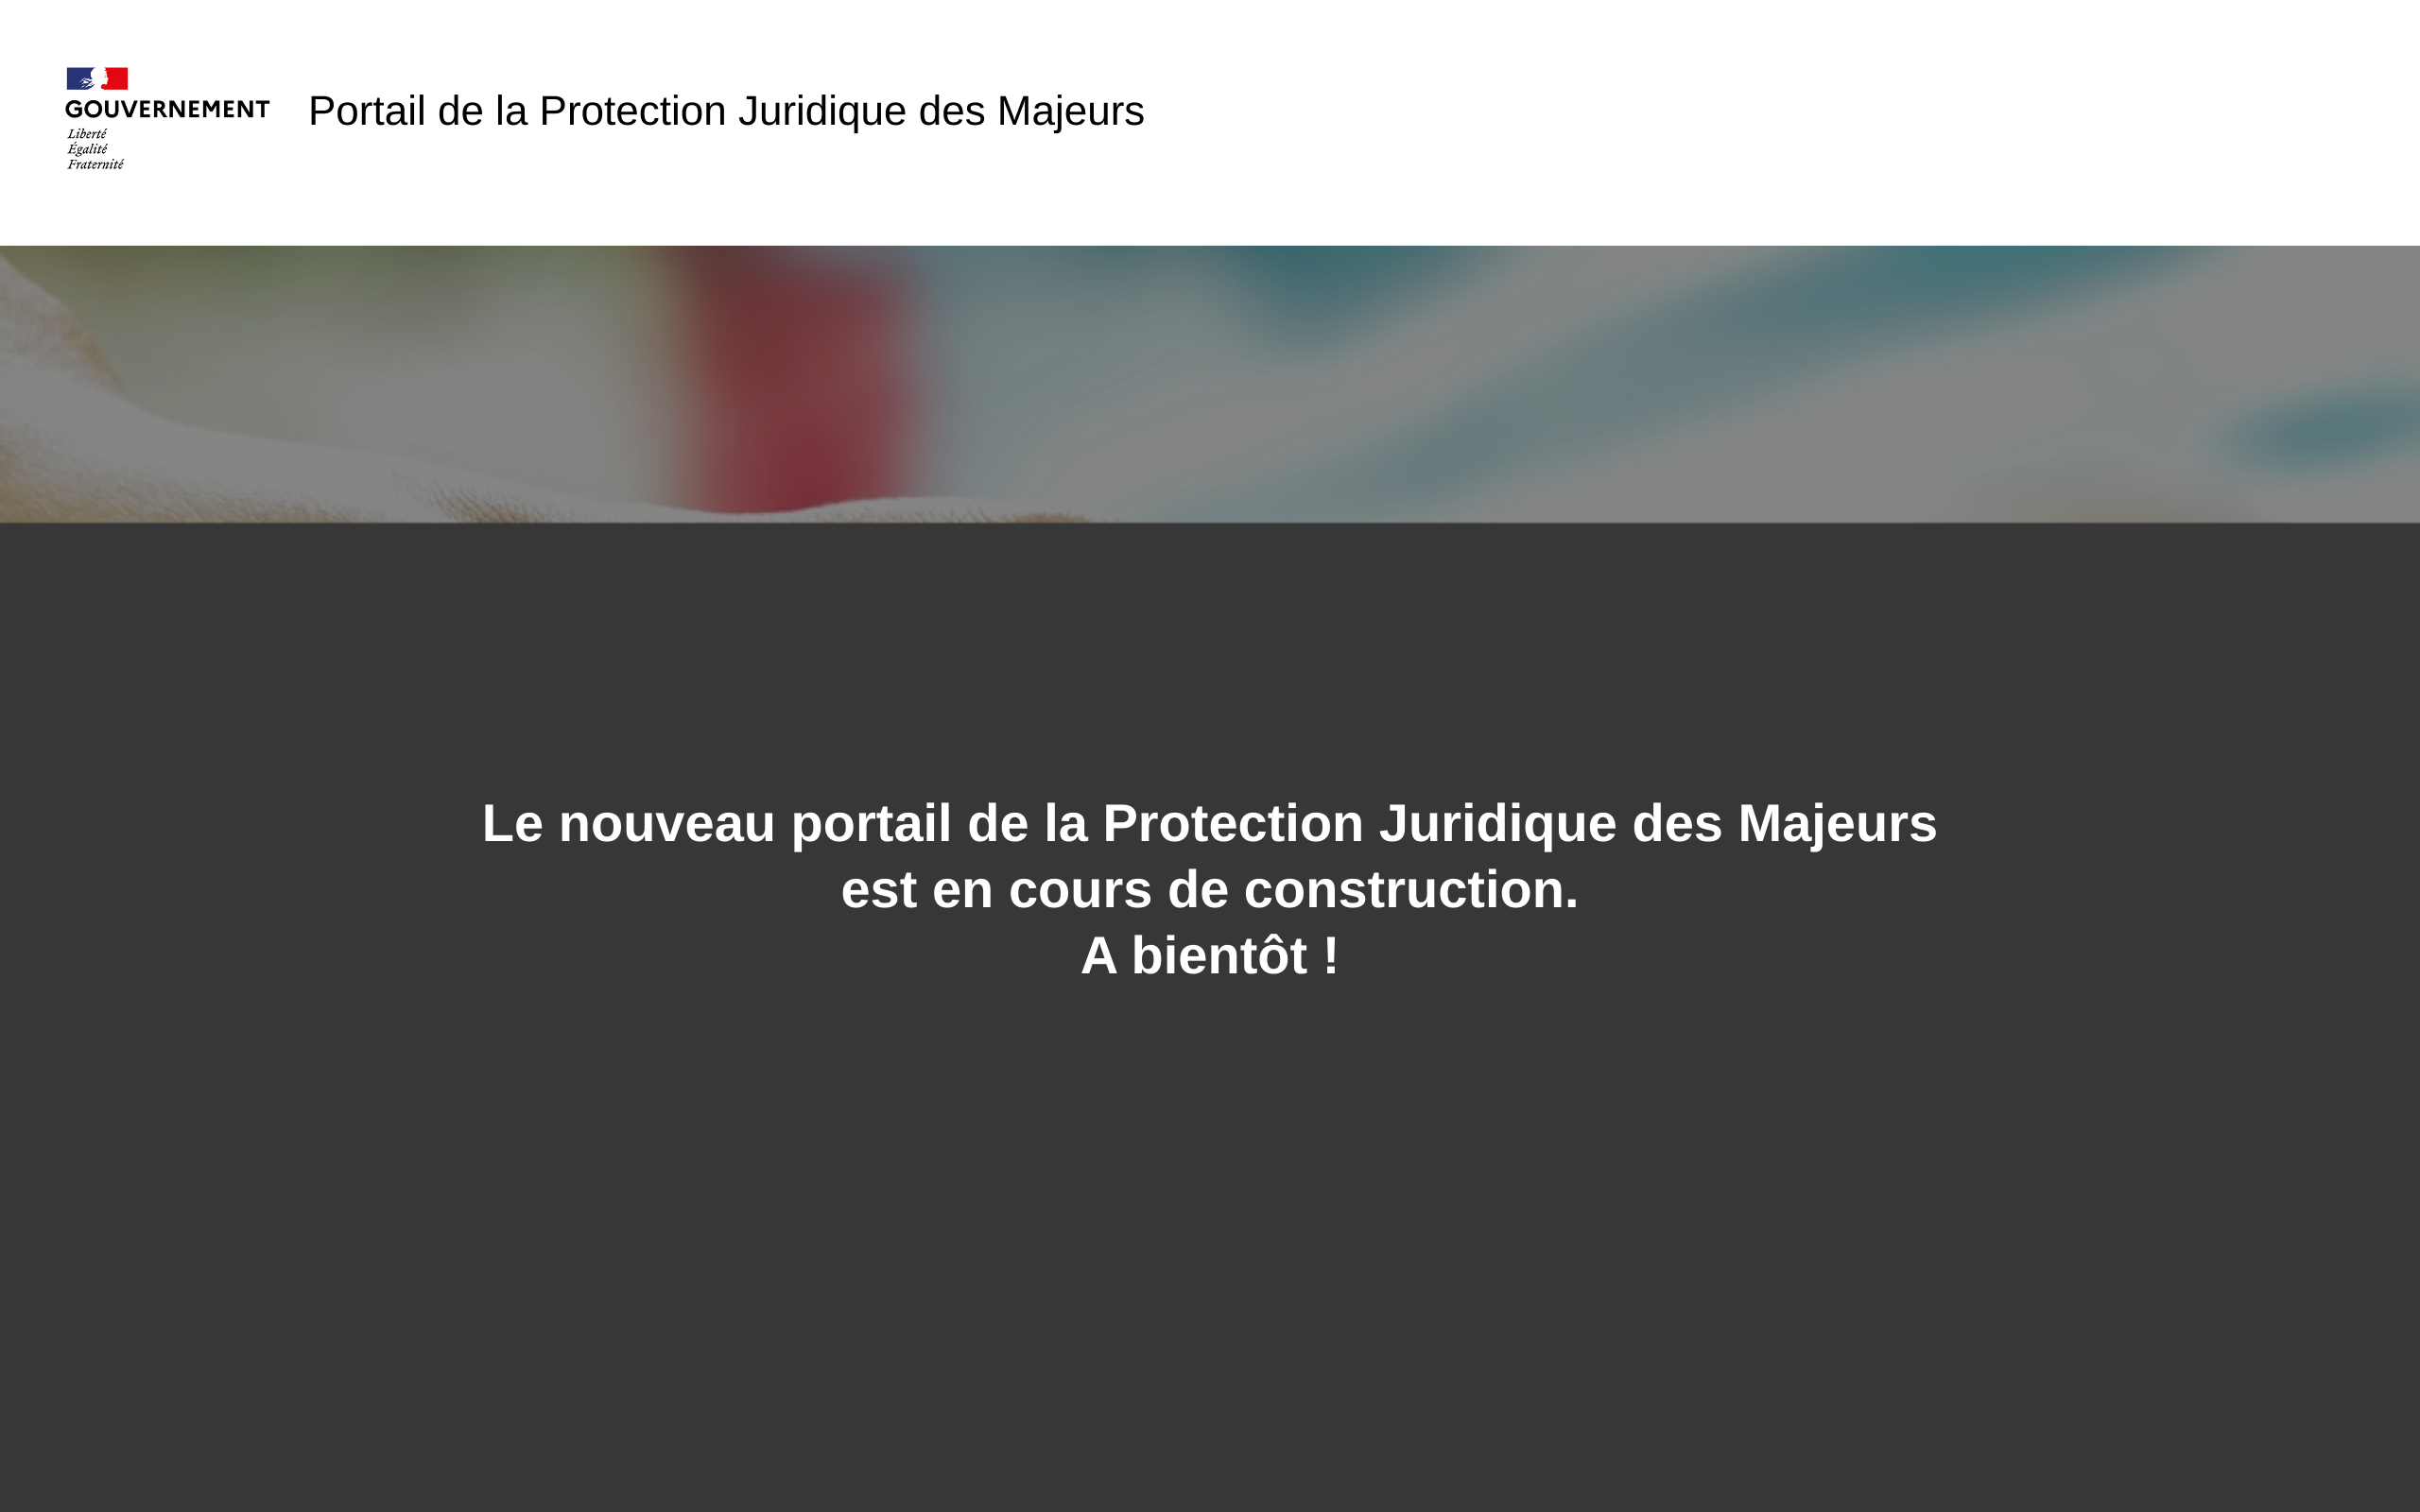 GOUVERNEMENT
Liberté
Égalité
Fraternité
Portail de la Protection Juridique des Majeurs
Le nouveau portail de la Protection Juridique des Majeurs
est en cours de construction.
A bientôt !